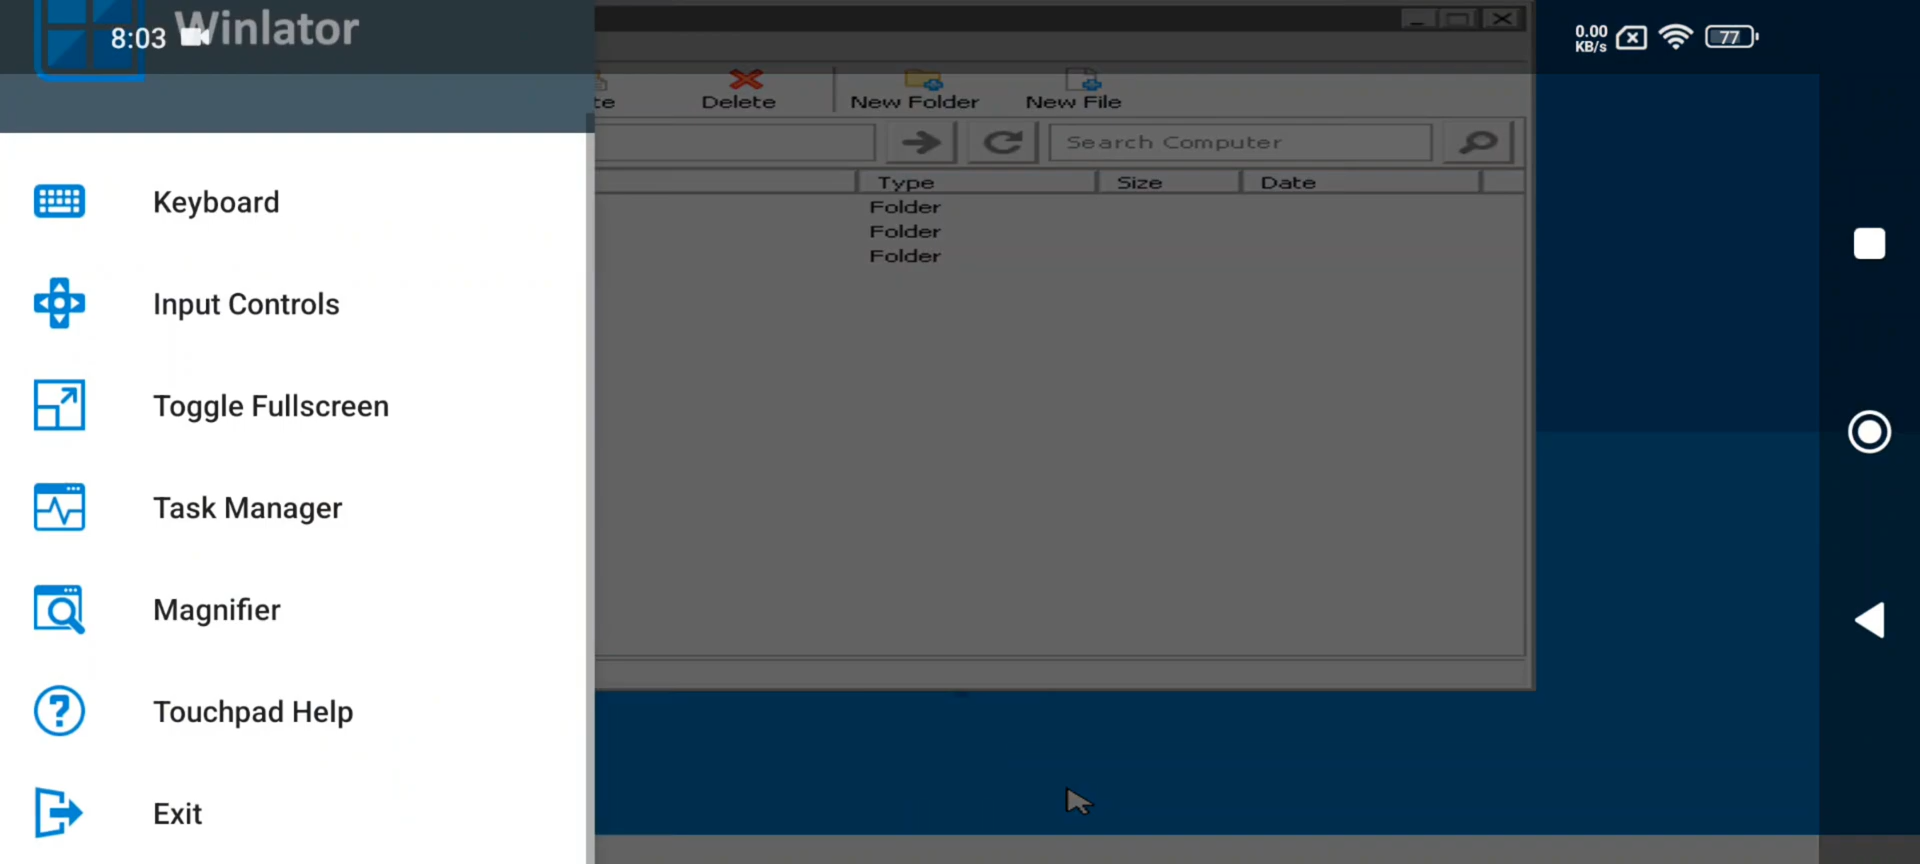 Winlator
8:03
0.00
KB/s
77
te
Delete
New Folder
New File
Search Computer
Type
Size
Date
Folder
Folder
Folder
Keyboard
Input Controls
Toggle Fullscreen
Task Manager
Magnifier
Touchpad Help
Exit